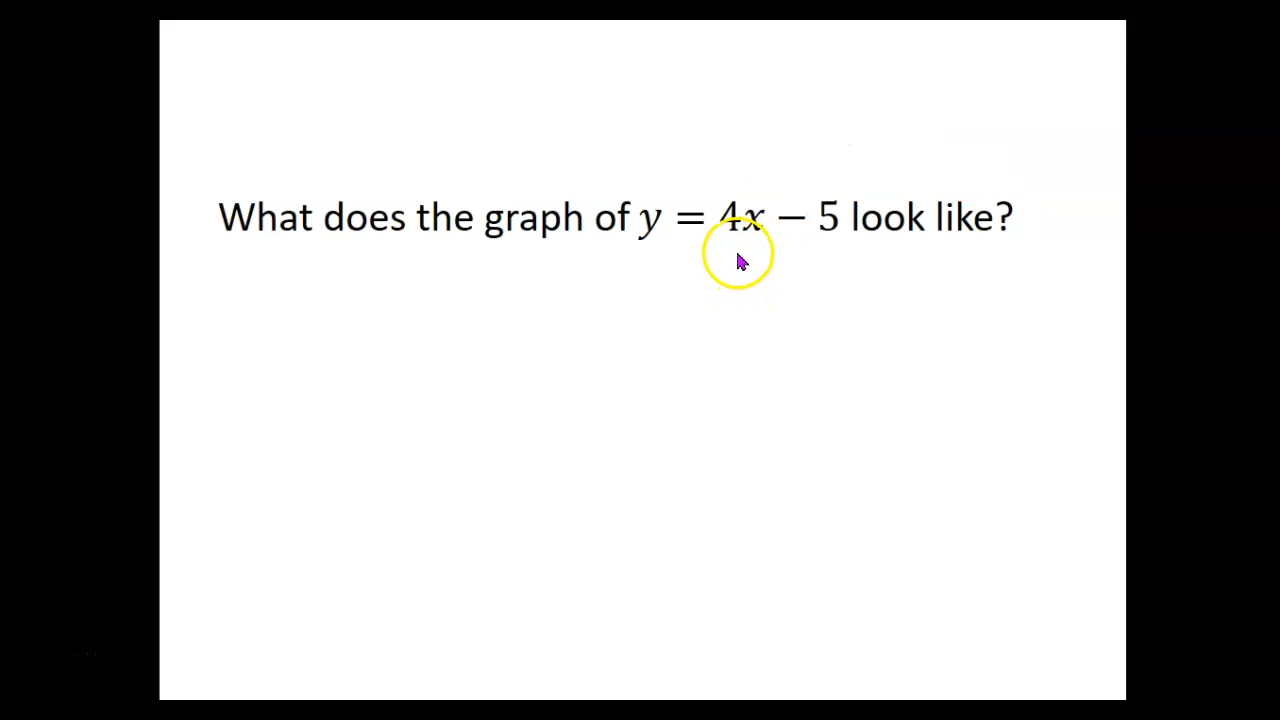 What does the graph of y = 4x − 5 look like?